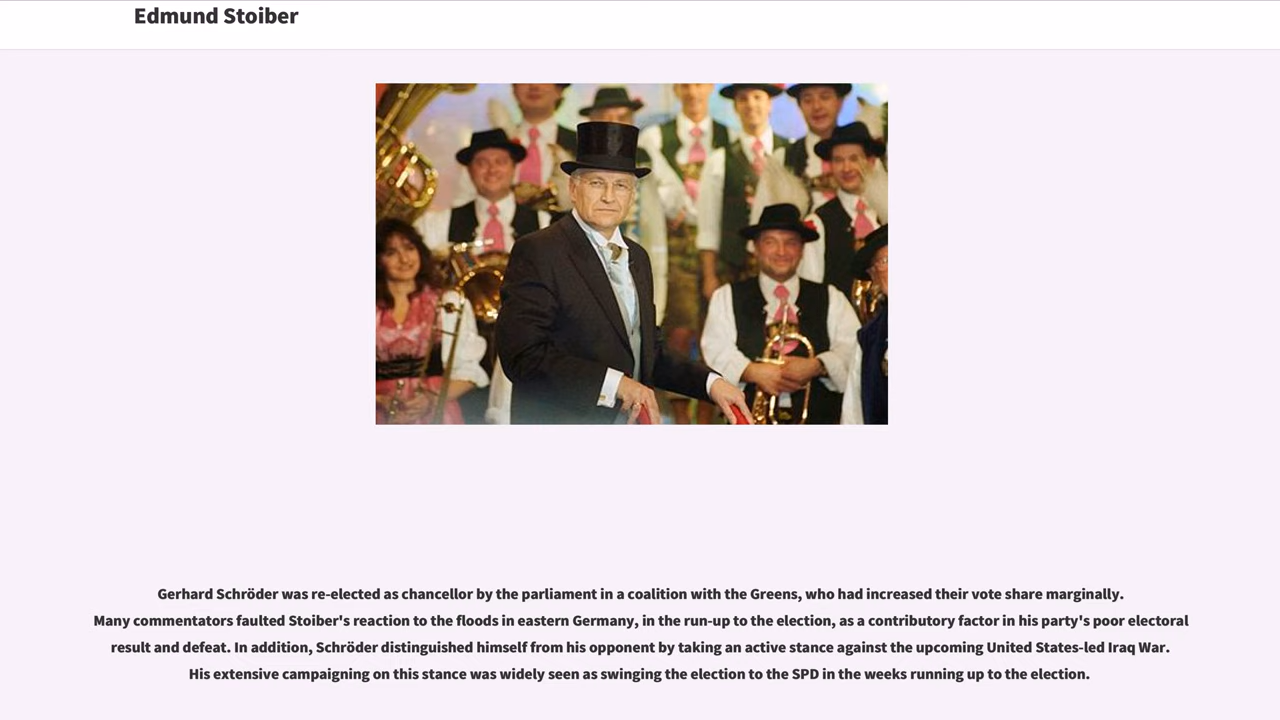 Edmund Stoiber
Gerhard Schröder was re-elected as chancellor by the parliament in a coalition with the Greens, who had increased their vote share marginally.
Many commentators faulted Stoiber's reaction to the floods in eastern Germany, in the run-up to the election, as a contributory factor in his party's poor electoral
result and defeat. In addition, Schröder distinguished himself from his opponent by taking an active stance against the upcoming United States-led Iraq War.
His extensive campaigning on this stance was widely seen as swinging the election to the SPD in the weeks running up to the election.